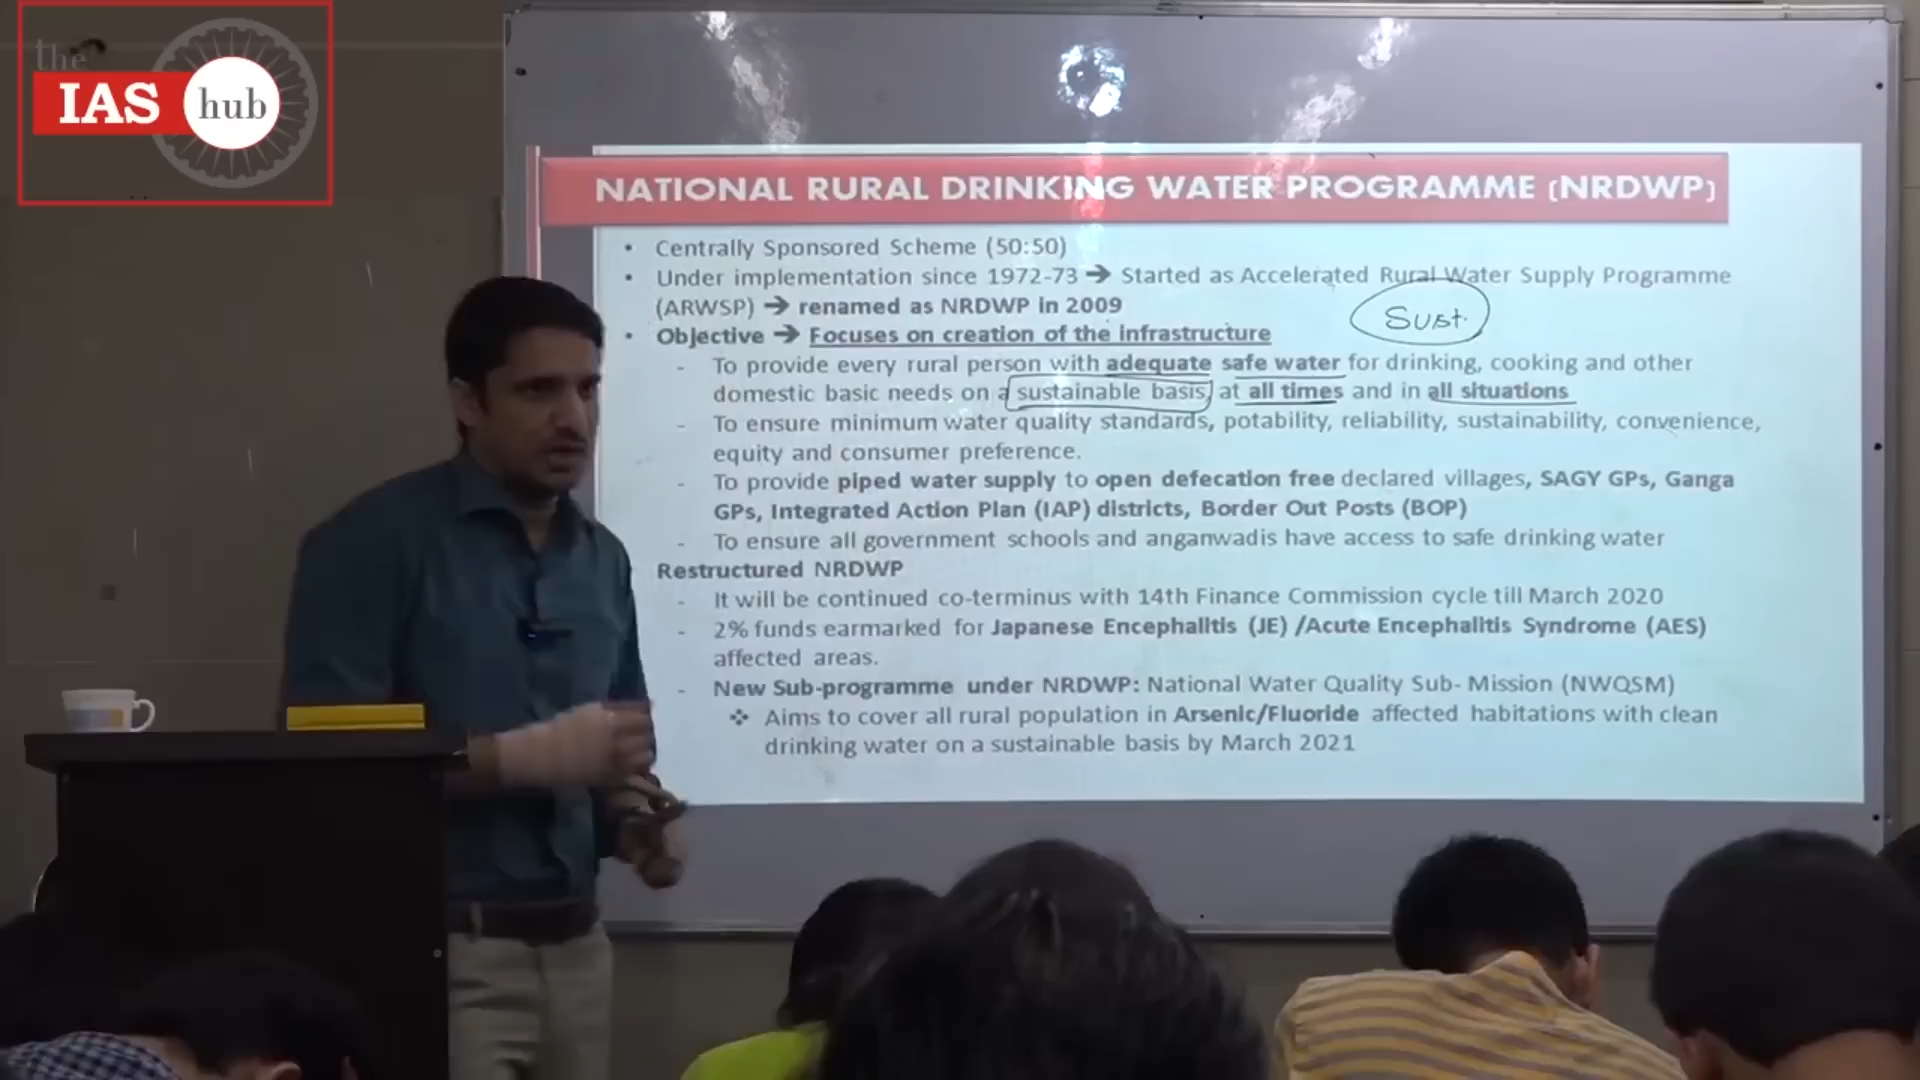 the
IAS hub
NATIONAL RURAL DRINKING WATER PROGRAMME (NRDWP)
• Centrally Sponsored Scheme (50:50)
• Under implementation since 1972-73 ➔ Started as Accelerated Rural Water Supply Programme
(ARWSP) ➔ renamed as NRDWP in 2009
Sust.
• Objective ➔ Focuses on creation of the infrastructure
- To provide every rural person with adequate safe water for drinking, cooking and other
domestic basic needs on a sustainable basis, at all times and in all situations
- To ensure minimum water quality standards, potability, reliability, sustainability, convenience,
equity and consumer preference.
- To provide piped water supply to open defecation free declared villages, SAGY GPs, Ganga
GPs, Integrated Action Plan (IAP) districts, Border Out Posts (BOP)
- To ensure all government schools and anganwadis have access to safe drinking water
Restructured NRDWP
- It will be continued co-terminus with 14th Finance Commission cycle till March 2020
- 2% funds earmarked for Japanese Encephalitis (JE) /Acute Encephalitis Syndrome (AES)
affected areas.
- New Sub-programme under NRDWP: National Water Quality Sub- Mission (NWQSM)
❖ Aims to cover all rural population in Arsenic/Fluoride affected habitations with clean
drinking water on a sustainable basis by March 2021